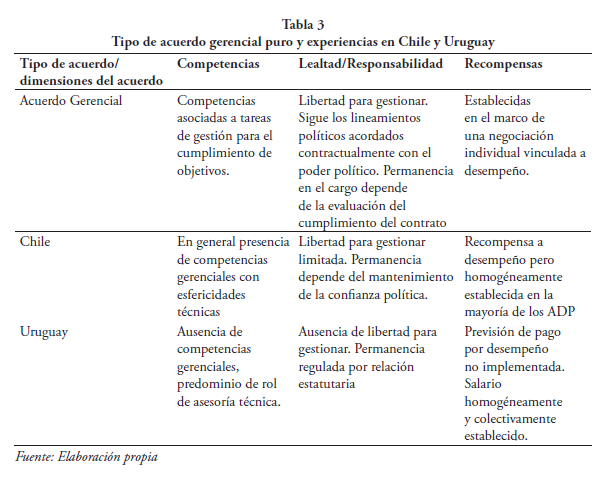 Tabla 3
Tipo de acuerdo gerencial puro y experiencias en Chile y Uruguay
Tipo de acuerdo/
dimensiones del acuerdo
Competencias
Lealtad/Responsabilidad
Recompensas
Acuerdo Gerencial
Competencias
asociadas a tareas
de gestión para el
cumplimiento de
objetivos.
Libertad para gestionar.
Sigue los lineamientos
políticos acordados
contractualmente con el
poder político. Permanencia
en el cargo depende
de la evaluación del
cumplimiento del contrato
Establecidas
en el marco de
una negociación
individual vinculada a
desempeño.
Chile
En general presencia
de competencias
gerenciales con
esfericidades
técnicas
Libertad para gestionar
limitada. Permanencia
depende del mantenimiento
de la confianza política.
Recompensa a
desempeño pero
homogéneamente
establecida en la
mayoría de los ADP
Uruguay
Ausencia de
competencias
gerenciales,
predominio de rol
de asesoría técnica.
Ausencia de libertad para
gestionar. Permanencia
regulada por relación
estatutaria
Previsión de pago
por desempeño
no implementada.
Salario
homogéneamente
y colectivamente
establecido.
Fuente: Elaboración propia